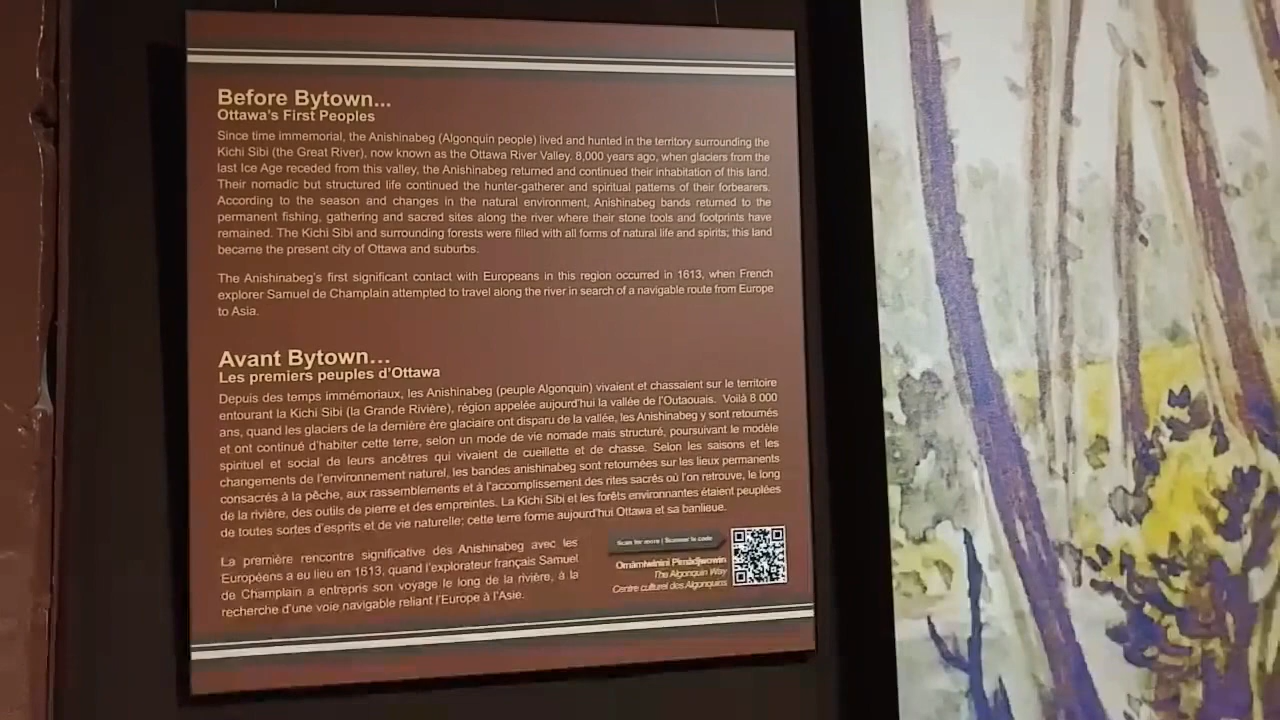 Before Bytown...
Ottawa's First Peoples
Since time immemorial, the Anishinabeg (Algonquin people) lived and hunted in the territory surrounding the
Kichi Sibi (the Great River), now known as the Ottawa River Valley. 8,000 years ago, when glaciers from the
last Ice Age receded from this valley, the Anishinabeg returned and continued their inhabitation of this land.
Their nomadic but structured life continued the hunter-gatherer and spiritual patterns of their forbearers.
According to the season and changes in the natural environment, Anishinabeg bands returned to the
permanent fishing, gathering and sacred sites along the river where their stone tools and footprints have
remained. The Kichi Sibi and surrounding forests were filled with all forms of natural life and spirits; this land
became the present city of Ottawa and suburbs.
The Anishinabeg's first significant contact with Europeans in this region occurred in 1613, when French
explorer Samuel de Champlain attempted to travel along the river in search of a navigable route from Europe
to Asia.
Avant Bytown...
Les premiers peuples d'Ottawa
Depuis des temps immémoriaux, les Anishinabeg (peuple Algonquin) vivaient et chassaient sur le territoire
entourant la Kichi Sibi (la Grande Rivière), région appelée aujourd'hui la vallée de l'Outaouais. Voilà 8 000
ans, quand les glaciers de la dernière ère glaciaire ont disparu de la vallée, les Anishinabeg y sont retournés
et ont continué d'habiter cette terre, selon un mode de vie nomade mais structuré, poursuivant le modèle
spirituel et social de leurs ancêtres qui vivaient de cueillette et de chasse. Selon les saisons et les
changements de l'environnement naturel, les bandes anishinabeg sont retournées sur les lieux permanents
consacrés à la pêche, aux rassemblements et à l'accomplissement des rites sacrés où l'on retrouve, le long
de la rivière, des outils de pierre et des empreintes. La Kichi Sibi et les forêts environnantes étaient peuplées
de toutes sortes d'esprits et de vie naturelle; cette terre forme aujourd'hui Ottawa et sa banlieue.
La première rencontre significative des Anishinabeg avec les
Européens a eu lieu en 1613, quand l'explorateur français Samuel
de Champlain a entrepris son voyage le long de la rivière, à la
recherche d'une voie navigable reliant l'Europe à l'Asie.
Scan for more | Scanner le code
Omàmìwininì Pimàdjwowin
The Algonquin Way
Centre culturel des Algonquins